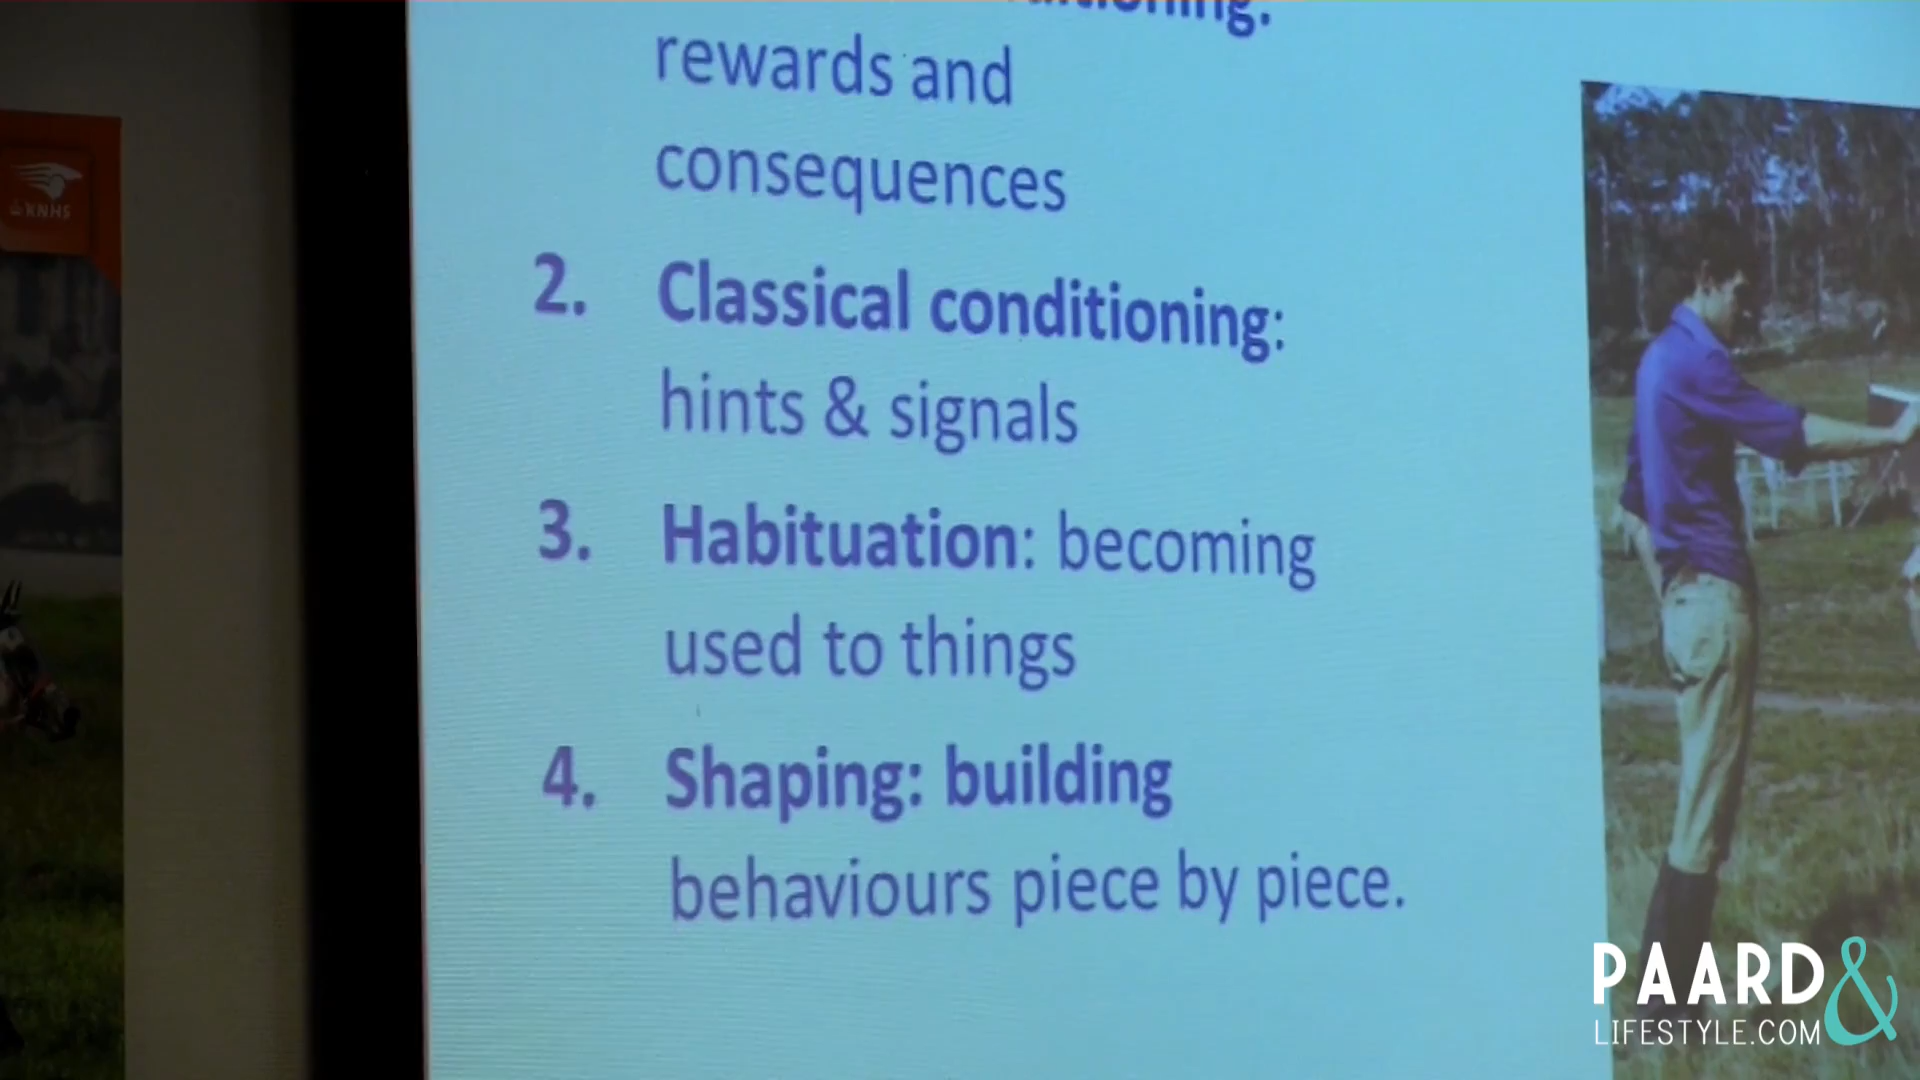 rewards and
consequences
2. Classical conditioning:
hints & signals
3. Habituation: becoming
used to things
4. Shaping: building
behaviours piece by piece.
KNHS
PAARD&
LIFESTYLE.COM